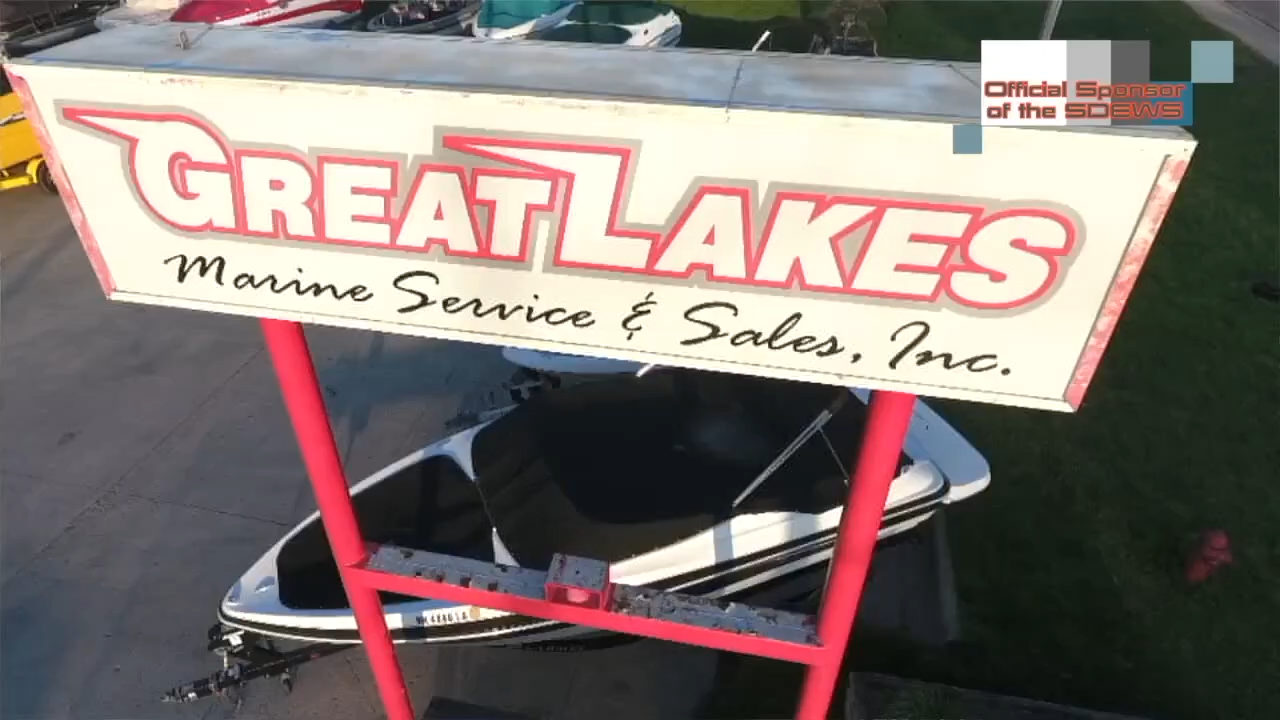 Official Sponsor
of the SDEWS
GREAT LAKES
Marine Service & Sales, Inc.